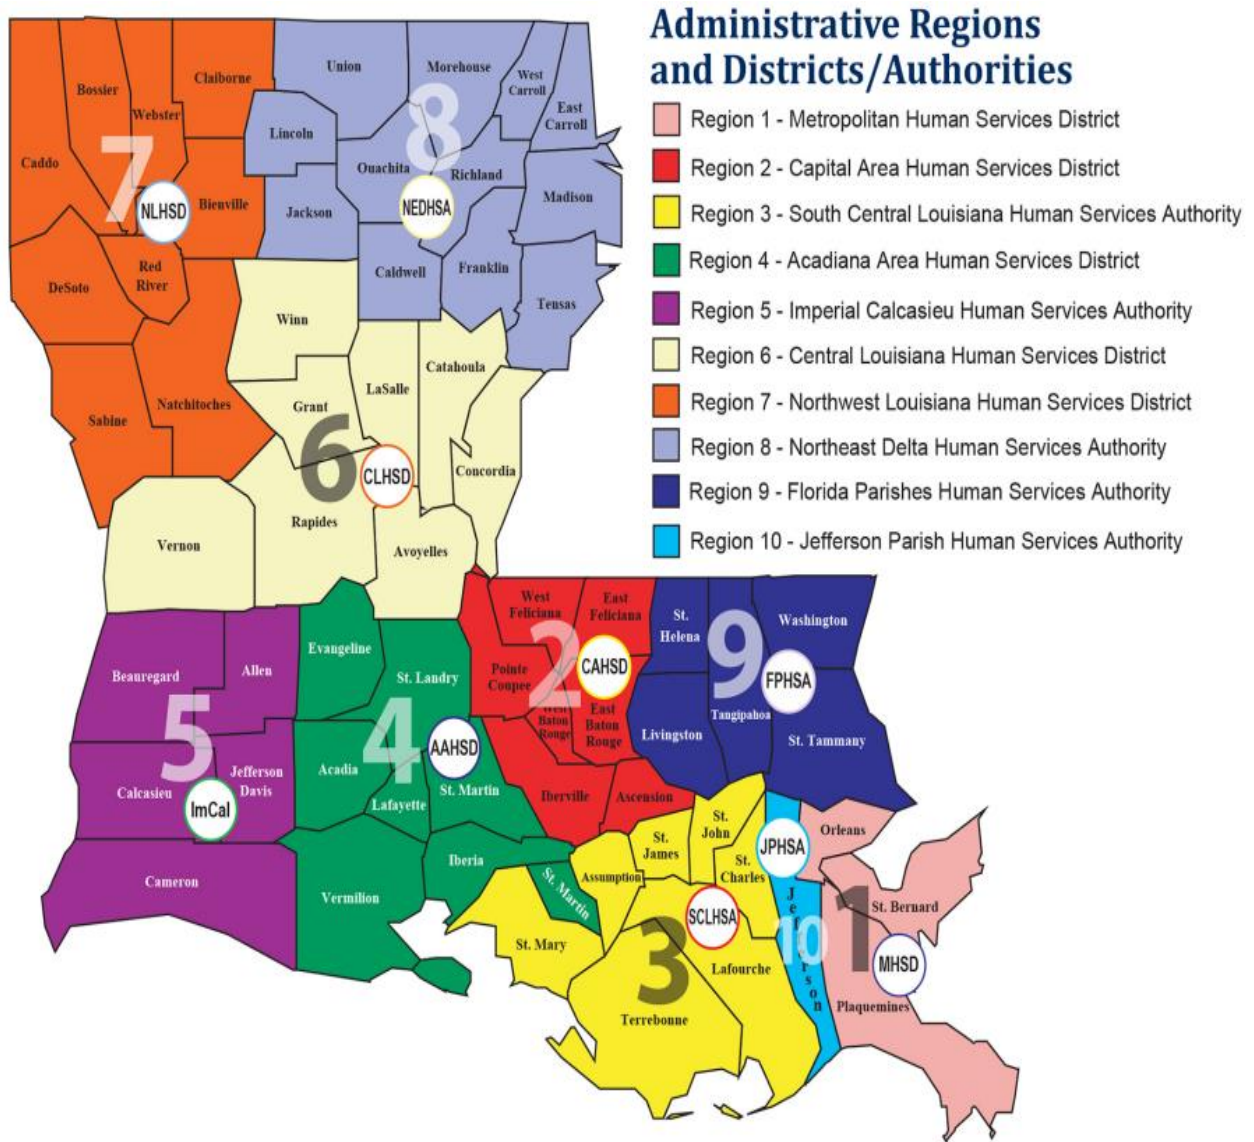 Administrative Regions
and Districts/Authorities
Region 1 - Metropolitan Human Services District
Region 2 - Capital Area Human Services District
Region 3 - South Central Louisiana Human Services Authority
Region 4 - Acadiana Area Human Services District
Region 5 - Imperial Calcasieu Human Services Authority
Region 6 - Central Louisiana Human Services District
Region 7 - Northwest Louisiana Human Services District
Region 8 - Northeast Delta Human Services Authority
Region 9 - Florida Parishes Human Services Authority
Region 10 - Jefferson Parish Human Services Authority
Caddo
Bossier
Webster
Claiborne
7
NLHSD
Bienville
DeSoto
Red
River
Sabine
Natchitoches
Union
Morehouse
West
Carroll
East
Carroll
Lincoln
8
Ouachita
Richland
Madison
Jackson
NEDHSA
Caldwell
Franklin
Tensas
Winn
Grant
LaSalle
Catahoula
6
CLHSD
Concordia
Rapides
Vernon
Avoyelles
Beauregard
Allen
5
Calcasieu
Jefferson
Davis
ImCal
Cameron
Evangeline
St. Landry
4
AAHSD
Acadia
Lafayette
St. Martin
Vermilion
Iberia
St. Martin
West
Feliciana
East
Feliciana
2
CAHSD
Pointe
Coupee
West
Baton
Rouge
East
Baton
Rouge
Iberville
Ascension
St.
Helena
9
Washington
FPHSA
Livingston
Tangipahoa
St. Tammany
St.
James
St.
John
St.
Charles
Assumption
SCLHSA
St. Mary
3
Lafourche
Terrebonne
JPHSA
Jefferson
10
Orleans
St. Bernard
1
MHSD
Plaquemines